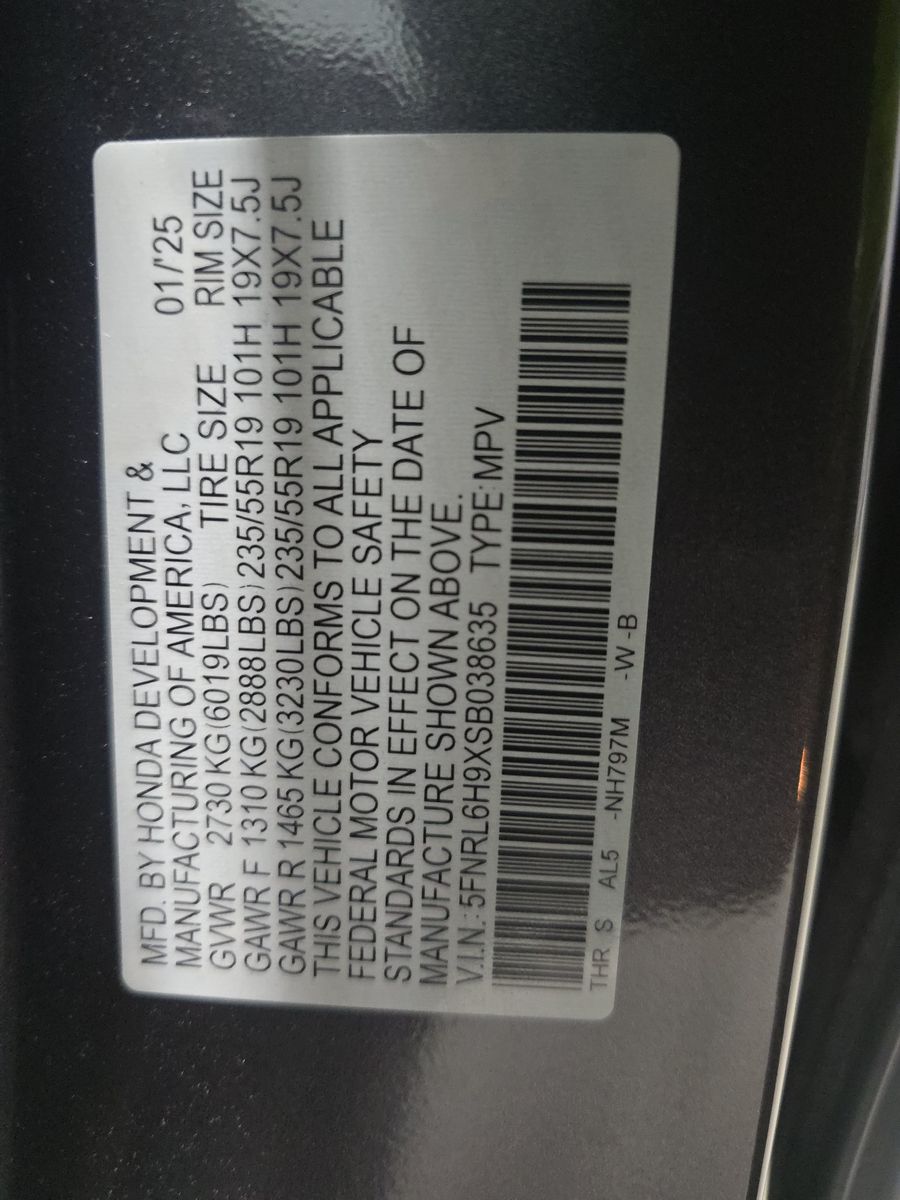 MFD. BY HONDA DEVELOPMENT &
MANUFACTURING OF AMERICA, LLC 01/'25
GVWR 2730 KG(6019LBS) TIRE SIZE RIM SIZE
GAWR F 1310 KG(2888LBS)235/55R19 101H 19X7.5J
GAWR R 1465 KG(3230LBS)235/55R19 101H 19X7.5J
THIS VEHICLE CONFORMS TO ALL APPLICABLE
FEDERAL MOTOR VEHICLE SAFETY
STANDARDS IN EFFECT ON THE DATE OF
MANUFACTURE SHOWN ABOVE.
V.I.N.:5FNRL6H9XSB038635 TYPE:MPV
THR S AL5 -NH797M -W -B